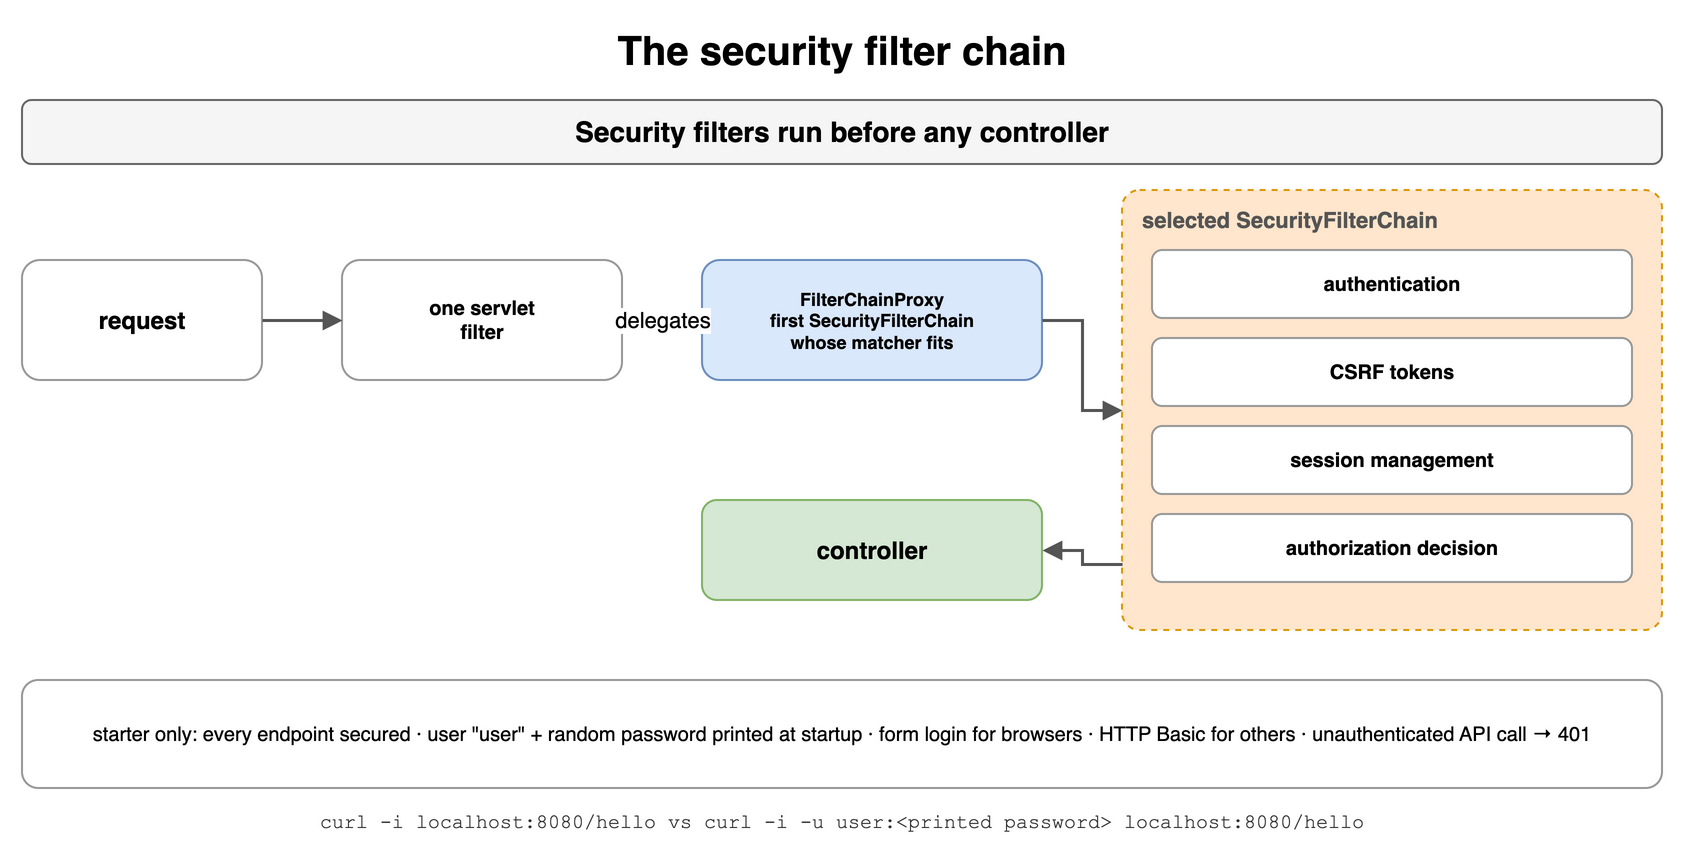 The security filter chain
Security filters run before any controller
request
one servlet
filter
delegates
FilterChainProxy
first SecurityFilterChain
whose matcher fits
selected SecurityFilterChain
authentication
CSRF tokens
session management
authorization decision
controller
starter only: every endpoint secured · user "user" + random password printed at startup · form login for browsers · HTTP Basic for others · unauthenticated API call → 401
curl -i localhost:8080/hello vs curl -i -u user:<printed password> localhost:8080/hello